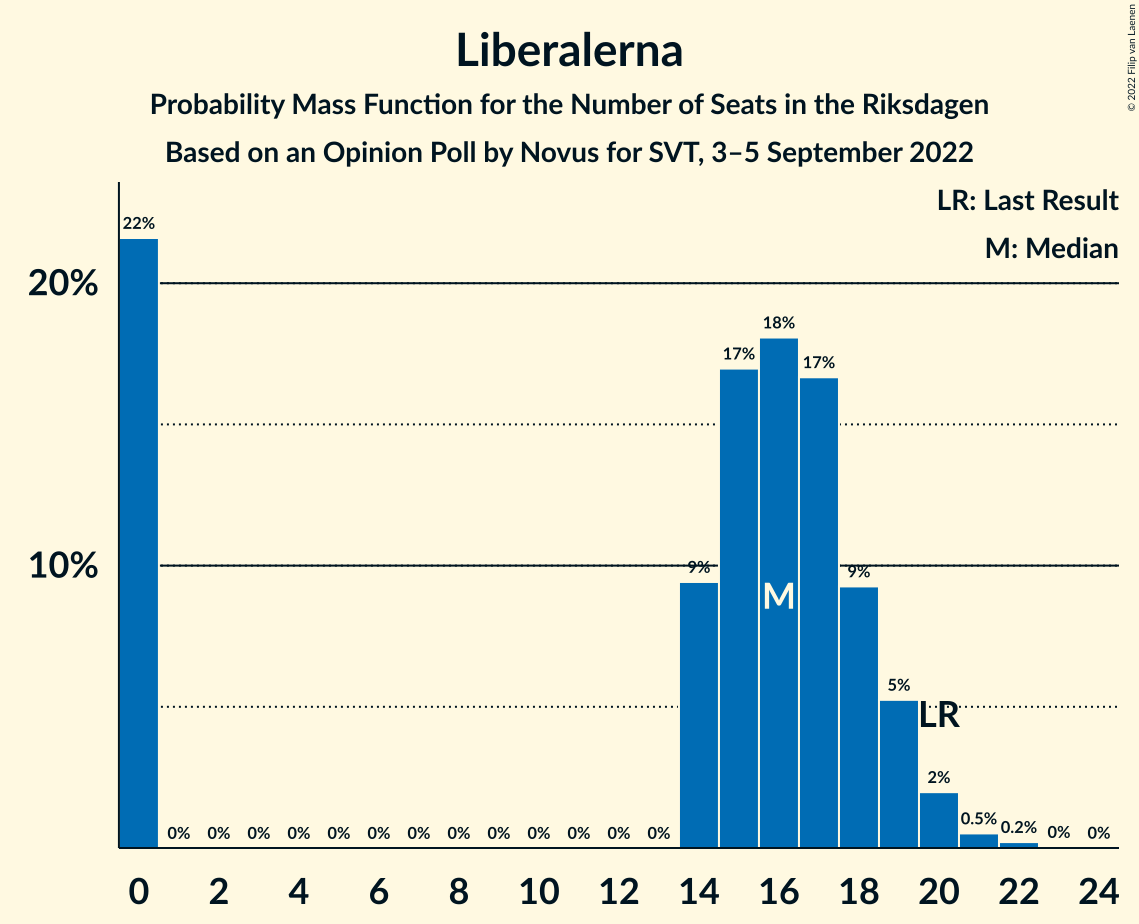 Liberalerna
Probability Mass Function for the Number of Seats in the Riksdagen
Based on an Opinion Poll by Novus for SVT, 3–5 September 2022
© 2022 Filip van Laenen
LR: Last Result
M: Median
22%
20%
18%
17%
17%
10%
9%
9%
M
5%
LR
2%
0.5%
0.2%
0% 0% 0% 0% 0% 0% 0% 0% 0% 0% 0% 0% 0% 0% 0%
0 2 4 6 8 10 12 14 16 18 20 22 24